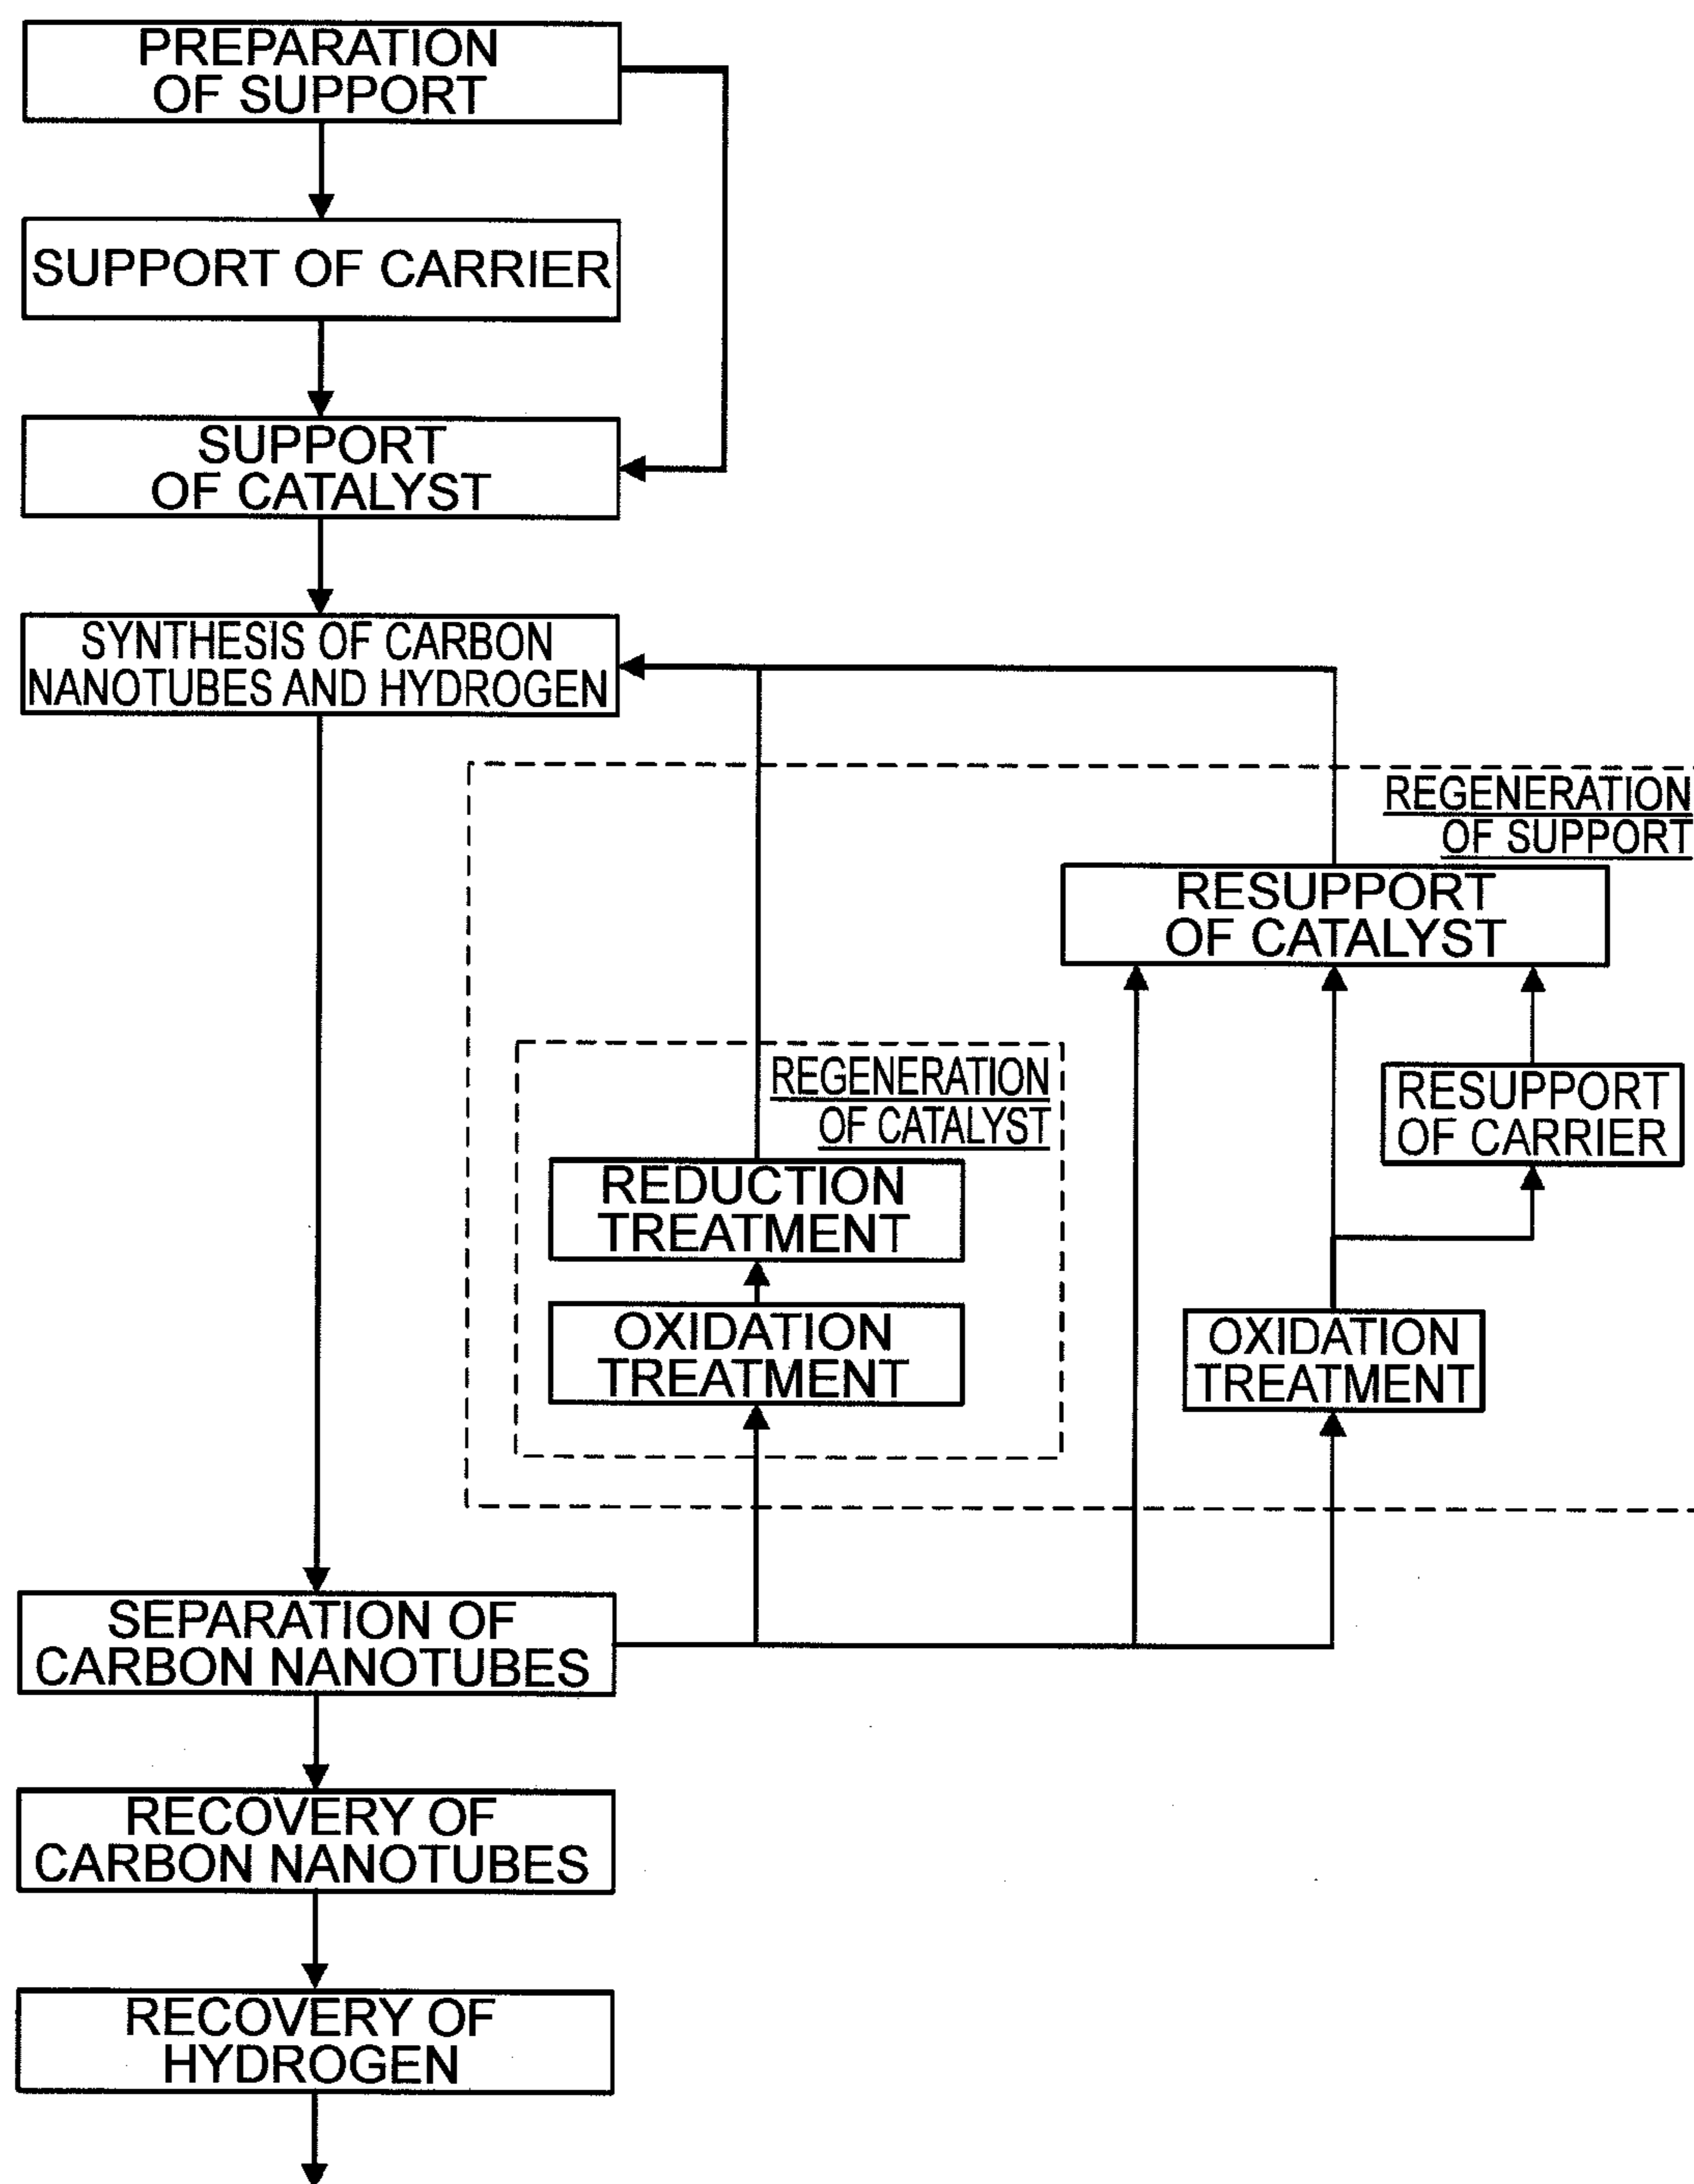 PREPARATION
OF SUPPORT
SUPPORT OF CARRIER
SUPPORT
OF CATALYST
SYNTHESIS OF CARBON
NANOTUBES AND HYDROGEN
REGENERATION
OF SUPPORT
RESUPPORT
OF CATALYST
REGENERATION
OF CATALYST
RESUPPORT
OF CARRIER
REDUCTION
TREATMENT
OXIDATION
TREATMENT
OXIDATION
TREATMENT
SEPARATION OF
CARBON NANOTUBES
RECOVERY OF
CARBON NANOTUBES
RECOVERY OF
HYDROGEN